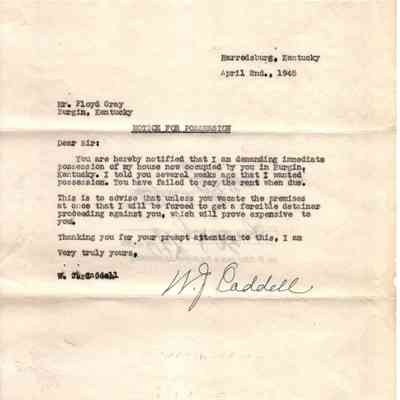 Harrodsburg, Kentucky
April 2nd., 1945
Mr. Floyd Gray
Burgin, Kentucky
NOTICE FOR POSSESSION
Dear Sir:
You are hereby notified that I am demanding immediate
possession of my house now occupied by you in Burgin,
Kentucky. I told you several weeks ago that I wanted
possession. You have failed to pay the rent when due.
This is to advise that unless you vacate the premises
at once that I will be forced to get a forcible detainer
proceeding against you, which will prove expensive to
you.
Thanking you for your prompt attention to this, I am
Very truly yours,
W. J. Caddell
W. J. Caddell